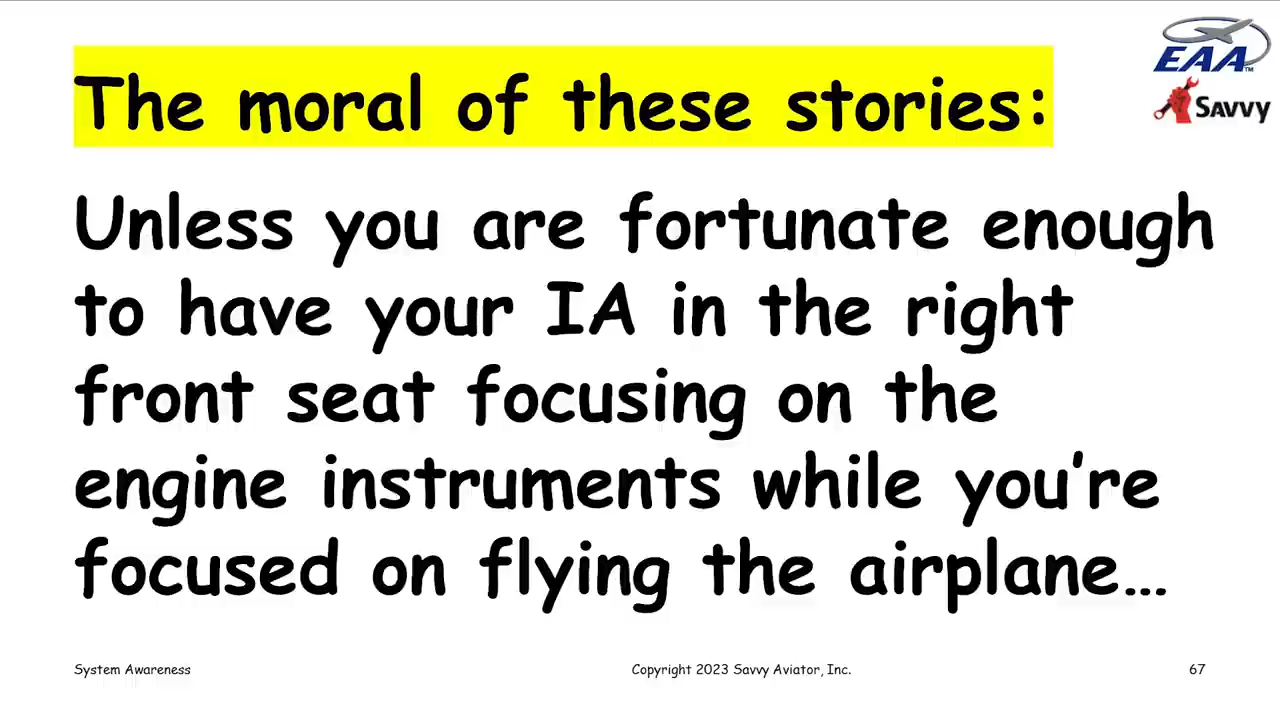 The moral of these stories:
EAA™
Savvy
Unless you are fortunate enough
to have your IA in the right
front seat focusing on the
engine instruments while you’re
focused on flying the airplane…
System Awareness
Copyright 2023 Savvy Aviator, Inc.
67